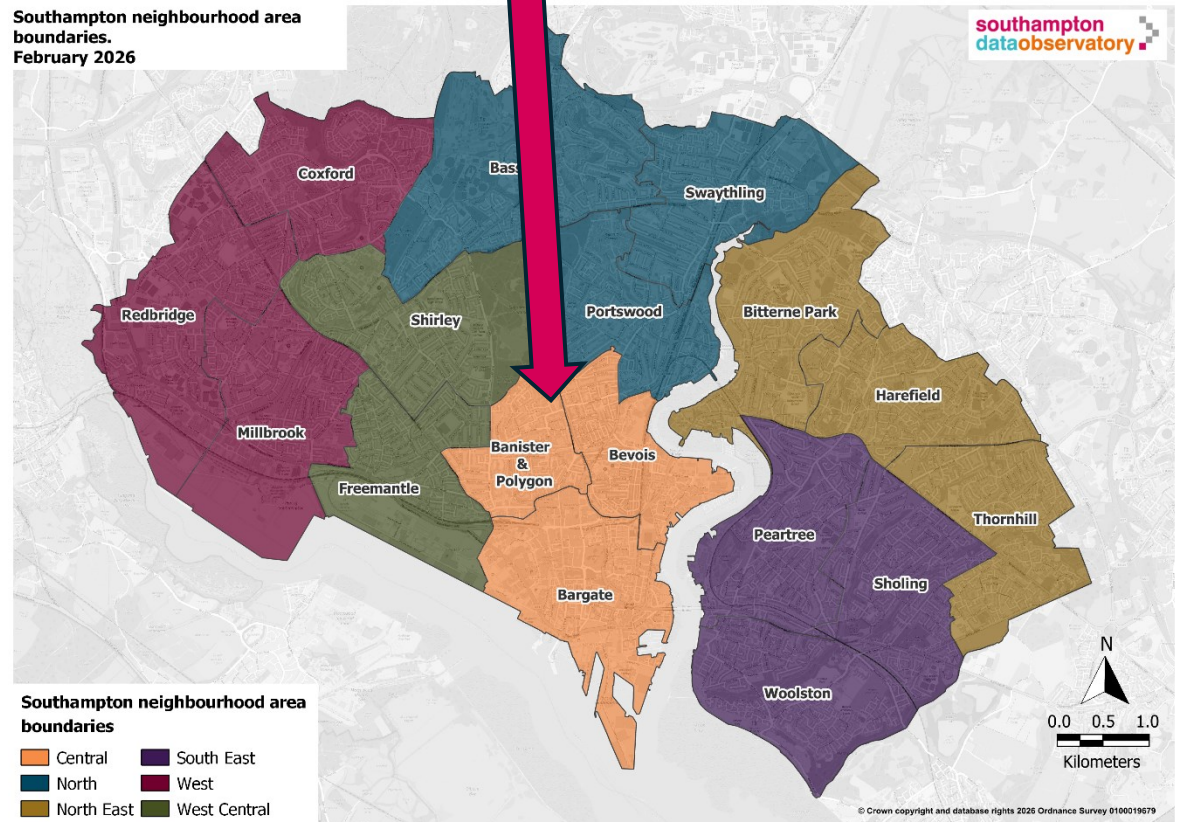 Southampton neighbourhood area
boundaries.
February 2026
southampton
dataobservatory
Coxford
Bass
Swaythling
Redbridge
Shirley
Portswood
Bitterne Park
Harefield
Millbrook
Banister
&
Polygon
Bevois
Freemantle
Thornhill
Peartree
Sholing
Bargate
Woolston
N
0.0 0.5 1.0
Kilometers
Southampton neighbourhood area
boundaries
Central
South East
North
West
North East
West Central
© Crown copyright and database rights 2026 Ordnance Survey 0100019679